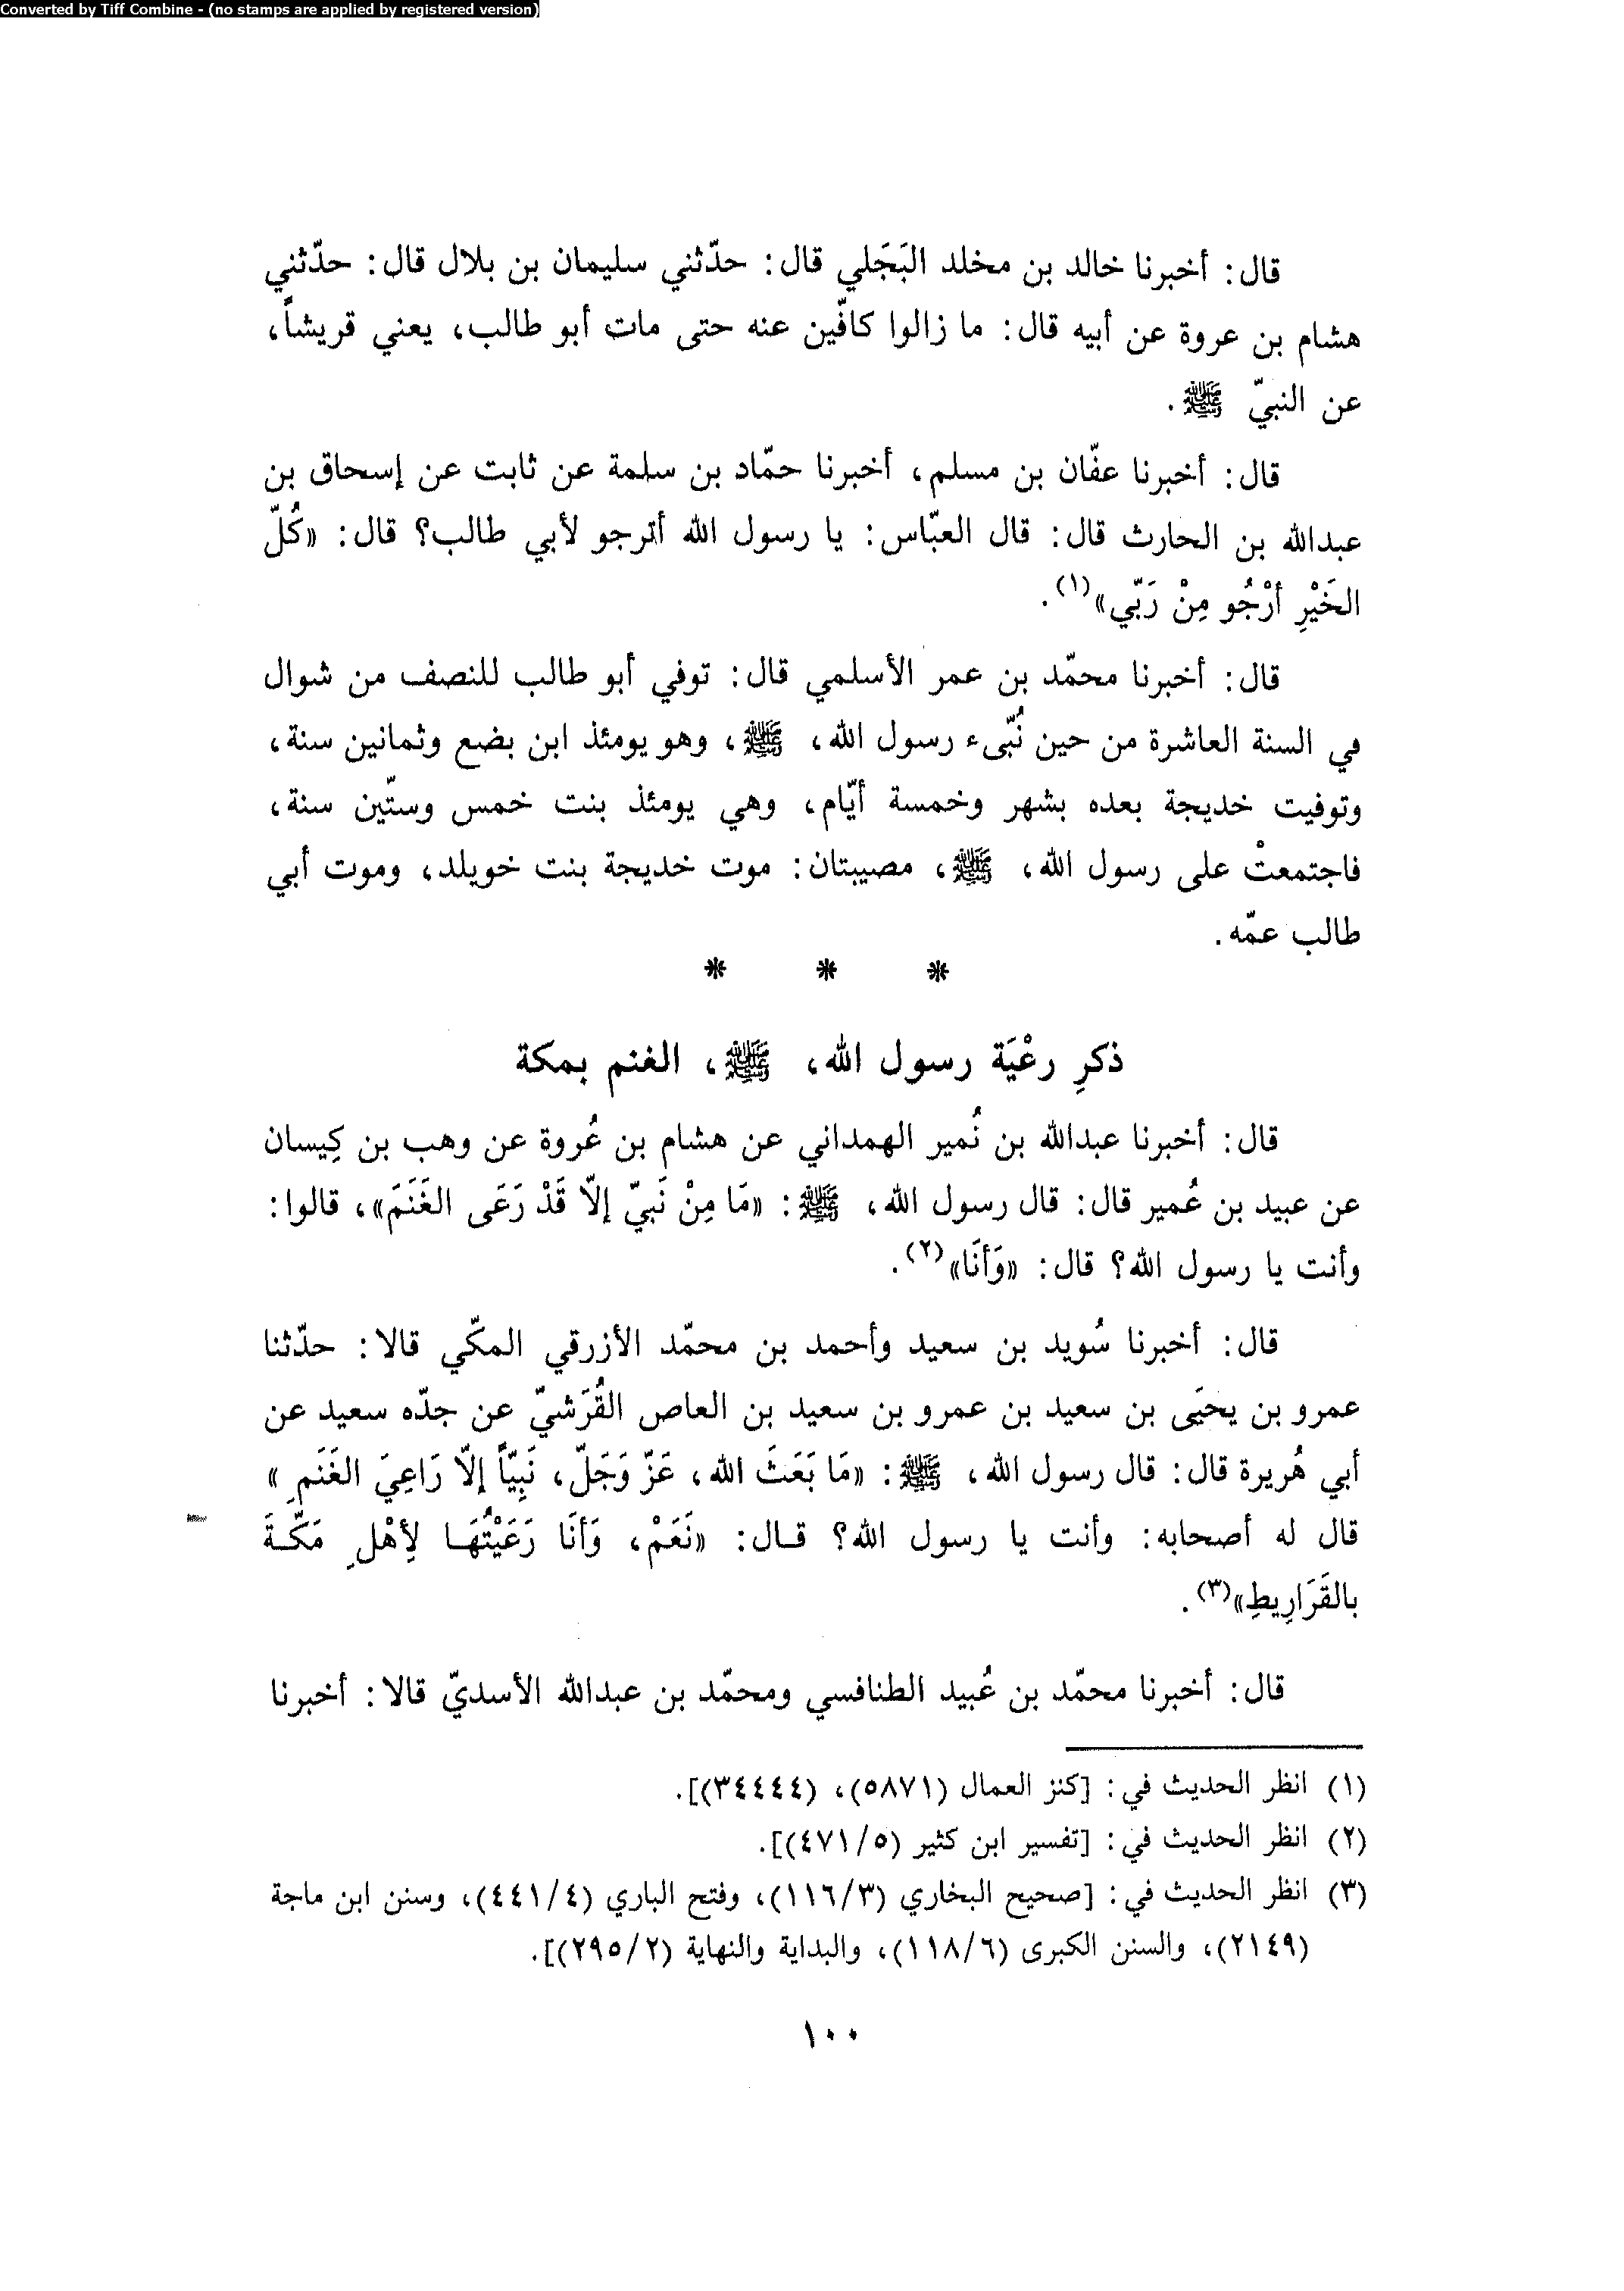 Converted by Tiff Combine - (no stamps are applied by registered version)
قال: أخبرنا خالد بن مخلد البَجَلي قال: حدّثني سليمان بن بلال قال: حدّثني
هشام بن عروة عن أبيه قال: ما زالوا كافّين عنه حتى مات أبو طالب، يعني قريشاً،
عن النبيّ ﷺ.
قال: أخبرنا عفّان بن مسلم، أخبرنا حمّاد بن سلمة عن ثابت عن إسحاق بن
عبدالله بن الحارث قال: قال العبّاس: يا رسول الله أترجو لأبي طالب؟ قال: «كُلّ
الخَيْرِ أرْجُو مِنْ رَبّي»(١).
قال: أخبرنا محمّد بن عمر الأسلمي قال: توفي أبو طالب للنصف من شوال
في السنة العاشرة من حين نُبّىء رسول الله، ﷺ، وهو يومئذ ابن بضع وثمانين سنة،
وتوفيت خديجة بعده بشهر وخمسة أيّام، وهي يومئذ بنت خمس وستّين سنة،
فاجتمعتْ على رسول الله، ﷺ، مصيبتان: موت خديجة بنت خويلد، وموت أبي
طالب عمّه.
* * *
ذكرِ رعْيَة رسول الله، ﷺ، الغنم بمكة
قال: أخبرنا عبدالله بن نُمير الهمداني عن هشام بن عُروة عن وهب بن كِيسان
عن عبيد بن عُمير قال: قال رسول الله، ﷺ: «مَا مِنْ نَبيّ إلاّ قَدْ رَعَى الغَنَمَ»، قالوا:
وأنت يا رسول الله؟ قال: «وَأنَا»(٢).
قال: أخبرنا سُويد بن سعيد وأحمد بن محمّد الأزرقي المكّي قالا: حدّثنا
عمرو بن يحيَى بن سعيد بن عمرو بن سعيد بن العاص القُرَشيّ عن جدّه سعيد عن
أبي هُريرة قال: قال رسول الله، ﷺ: «مَا بَعَثَ الله، عَزّ وَجَلّ، نَبِيّاً إلاّ رَاعِيَ الغَنَمِ»
قال له أصحابه: وأنت يا رسول الله؟ قـال: «نَعَمْ، وَأنَا رَعَيْتُهَـا لِأهْلِ مَكّـةَ
بالقَرَارِيطِ»(٣).
قال: أخبرنا محمّد بن عُبيد الطنافسي ومحمّد بن عبدالله الأسديّ قالا: أخبرنا
(١) انظر الحديث في: [كنز العمال (٥٨٧١)، (٣٤٤٤٤)].
(٢) انظر الحديث في: [تفسير ابن كثير (٤٧١/٥)].
(٣) انظر الحديث في: [صحيح البخاري (١١٦/٣)، وفتح الباري (٤٤١/٤)، وسنن ابن ماجة
(٢١٤٩)، والسنن الكبرى (١١٨/٦)، والبداية والنهاية (٢٩٥/٢)].
١٠٠